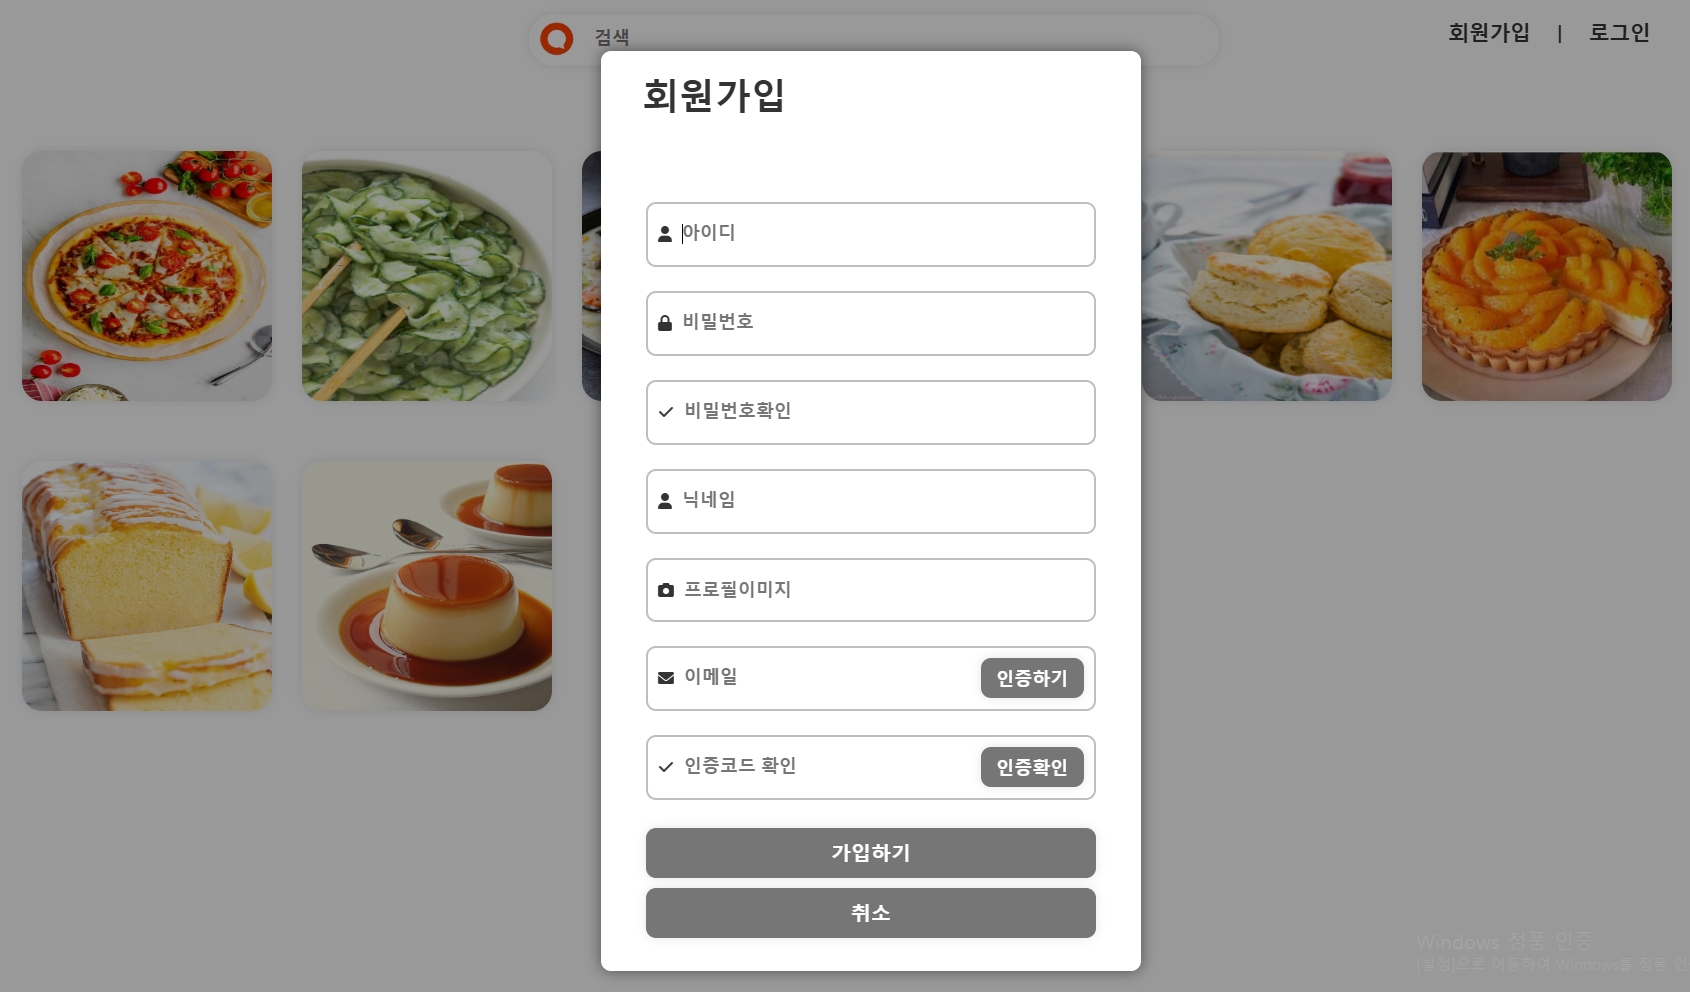 검색
회원가입 | 로그인
회원가입
아이디
비밀번호
비밀번호확인
닉네임
프로필이미지
이메일
인증하기
인증코드 확인
인증확인
가입하기
취소
Windows 정품 인증
[설정]으로 이동하여 Windows를 정품 인